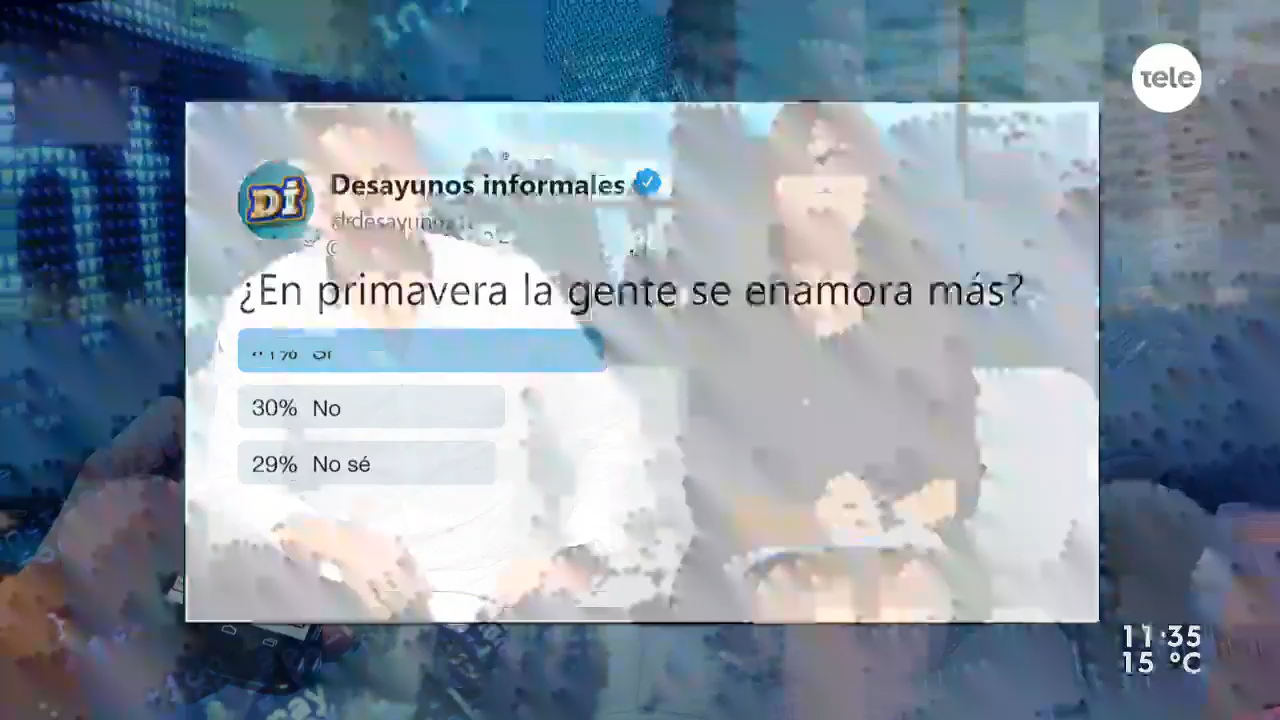 tele
DI
Desayunos informales
¿En primavera la gente se enamora más?
30% No
29% No sé
11:35
15 °C